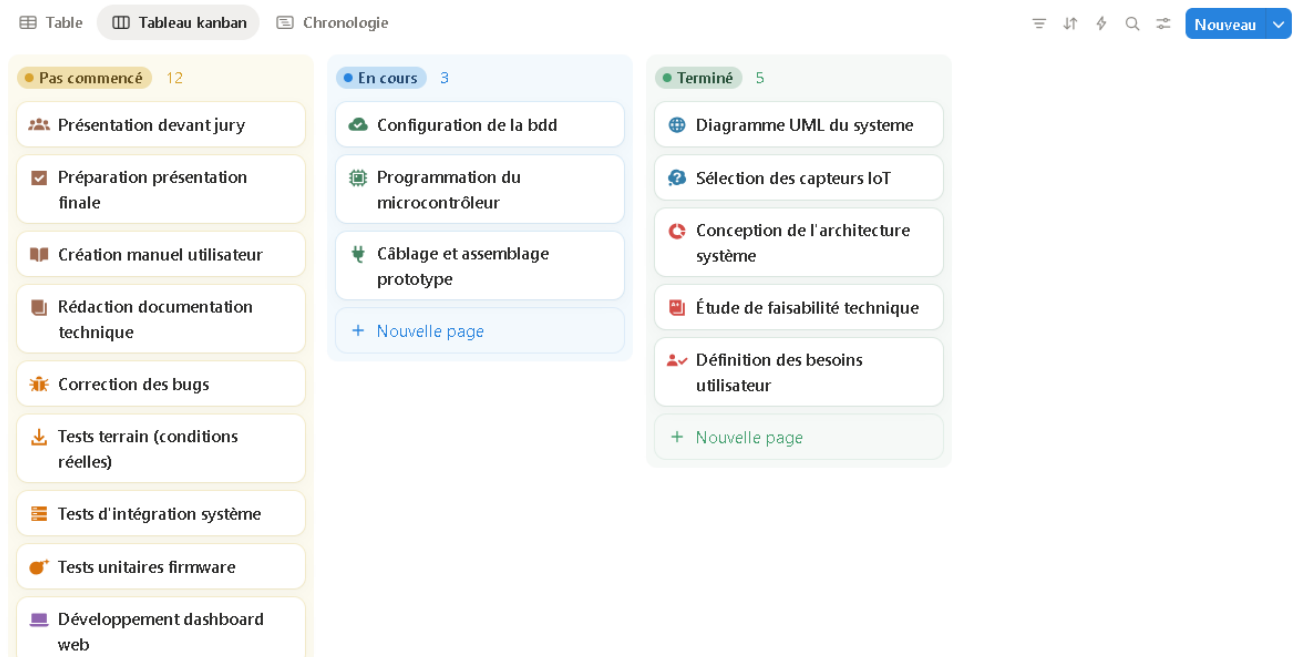 Table
Tableau kanban
Chronologie
Nouveau
Pas commencé 12
Présentation devant jury
Préparation présentation
finale
Création manuel utilisateur
Rédaction documentation
technique
Correction des bugs
Tests terrain (conditions
réelles)
Tests d'intégration système
Tests unitaires firmware
Développement dashboard
web
En cours 3
Configuration de la bdd
Programmation du
microcontrôleur
Câblage et assemblage
prototype
+ Nouvelle page
Terminé 5
Diagramme UML du systeme
Sélection des capteurs IoT
Conception de l'architecture
système
Étude de faisabilité technique
Définition des besoins
utilisateur
+ Nouvelle page